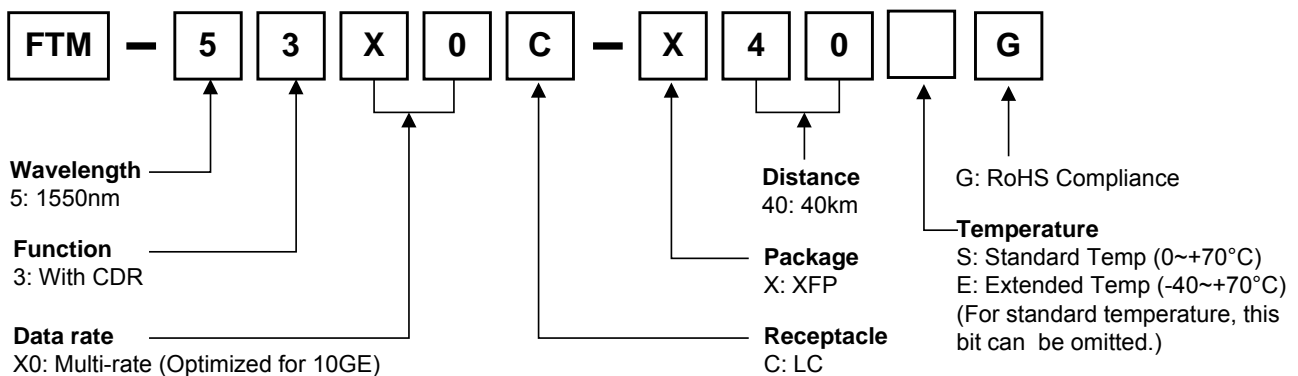 FTM – 5 3 X 0 C – X 4 0 G
Wavelength
5: 1550nm
Function
3: With CDR
Data rate
X0: Multi-rate (Optimized for 10GE)
Distance
40: 40km
Package
X: XFP
Receptacle
C: LC
G: RoHS Compliance
Temperature
S: Standard Temp (0~+70°C)
E: Extended Temp (-40~+70°C)
(For standard temperature, this
bit can be omitted.)